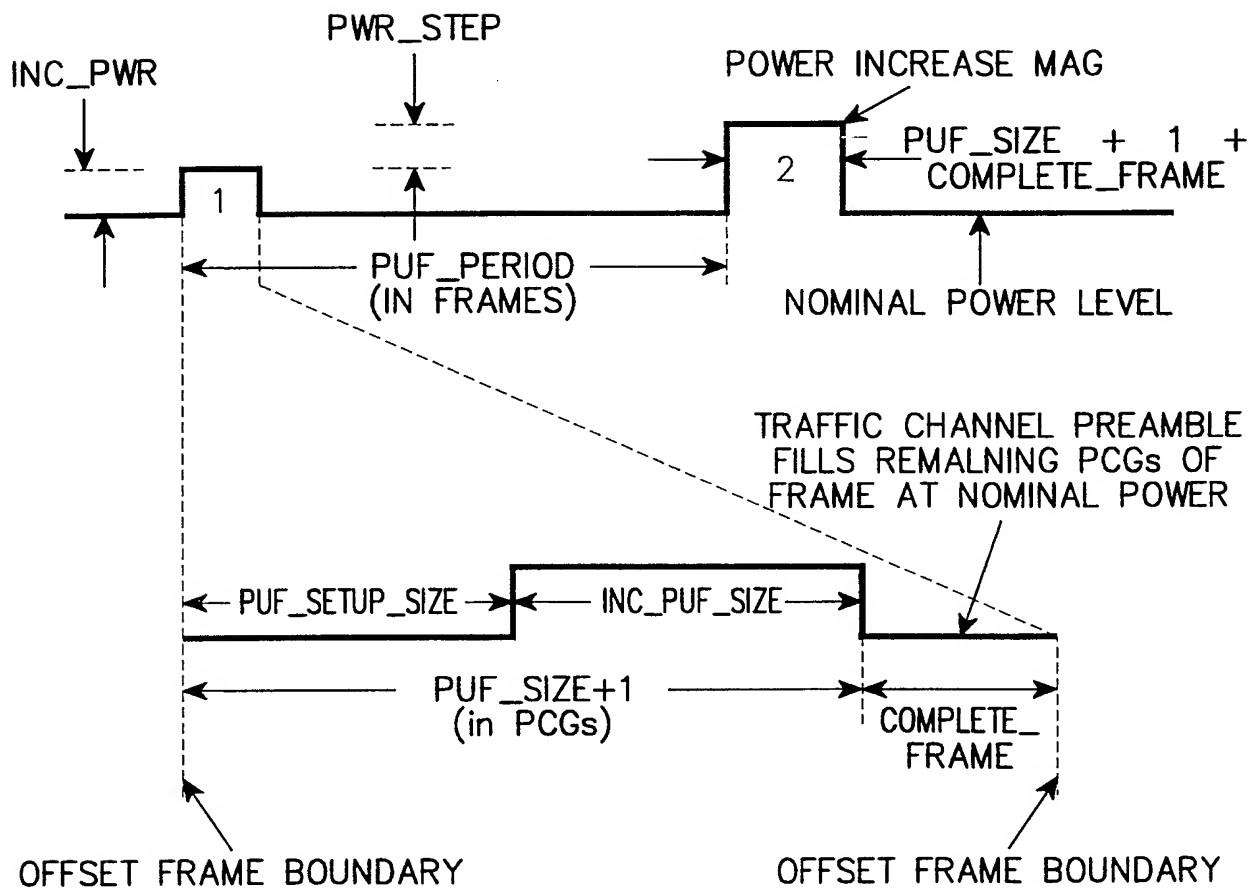 PWR_STEP
INC_PWR
POWER INCREASE MAG
PUF_SIZE + 1 +
COMPLETE_FRAME
1
2
PUF_PERIOD
(IN FRAMES)
NOMINAL POWER LEVEL
TRAFFIC CHANNEL PREAMBLE
FILLS REMALNING PCGs OF
FRAME AT NOMINAL POWER
PUF_SETUP_SIZE
INC_PUF_SIZE
PUF_SIZE+1
(in PCGs)
COMPLETE_
FRAME
OFFSET FRAME BOUNDARY
OFFSET FRAME BOUNDARY